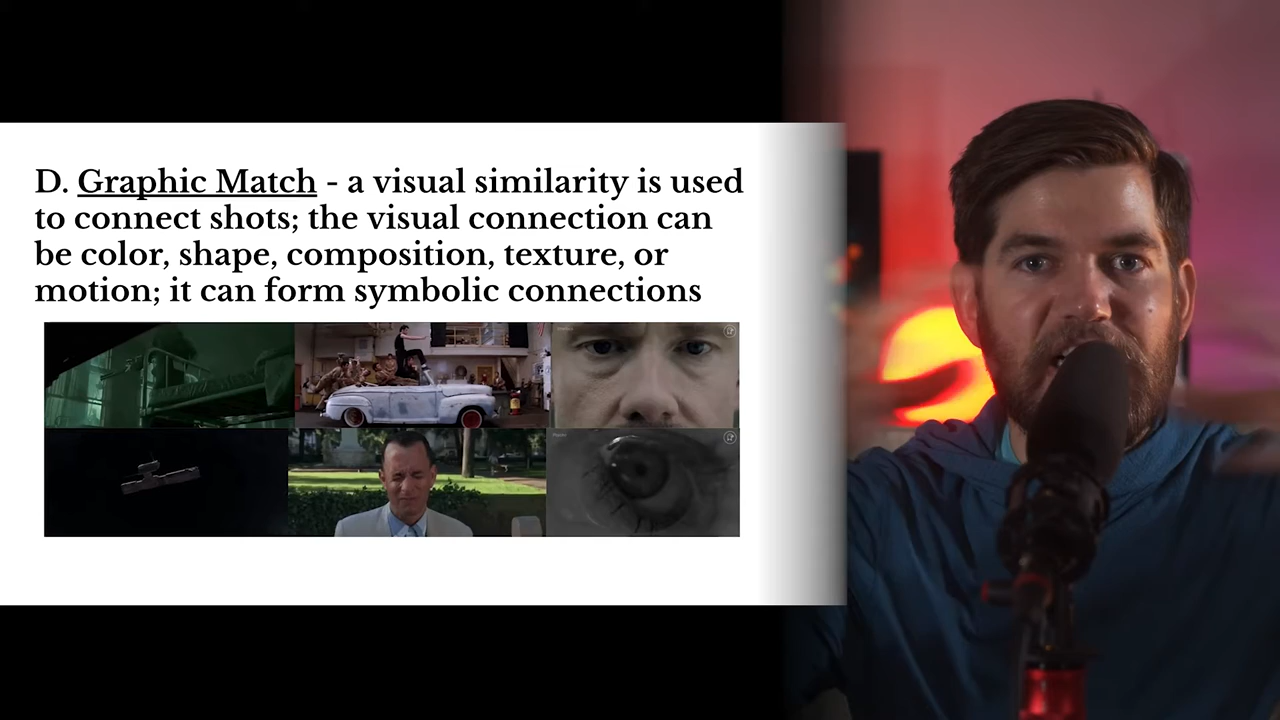 D. Graphic Match - a visual similarity is used
to connect shots; the visual connection can
be color, shape, composition, texture, or
motion; it can form symbolic connections